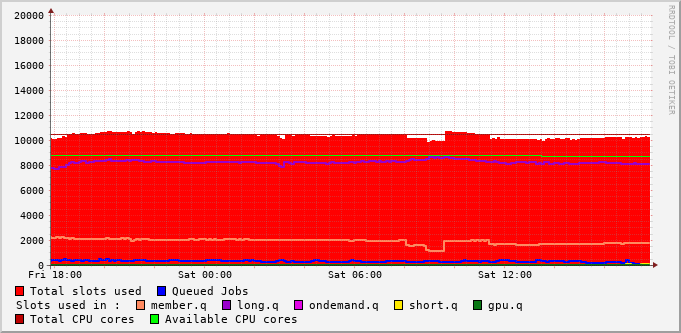 20000
18000
16000
14000
12000
10000
8000
6000
4000
2000
0
Fri 18:00 Sat 00:00 Sat 06:00 Sat 12:00
Total slots used Queued Jobs
Slots used in : member.q long.q ondemand.q short.q gpu.q
Total CPU cores Available CPU cores
RRDTOOL / TOBI OETIKER